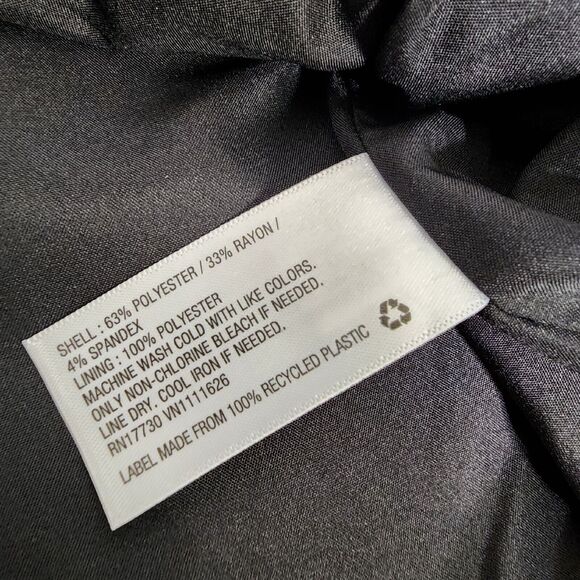 SHELL : 63% POLYESTER / 33% RAYON /
4% SPANDEX
LINING : 100% POLYESTER
MACHINE WASH COLD WITH LIKE COLORS.
ONLY NON-CHLORINE BLEACH IF NEEDED.
LINE DRY. COOL IRON IF NEEDED.
RN17730 VN1111626
LABEL MADE FROM 100% RECYCLED PLASTIC